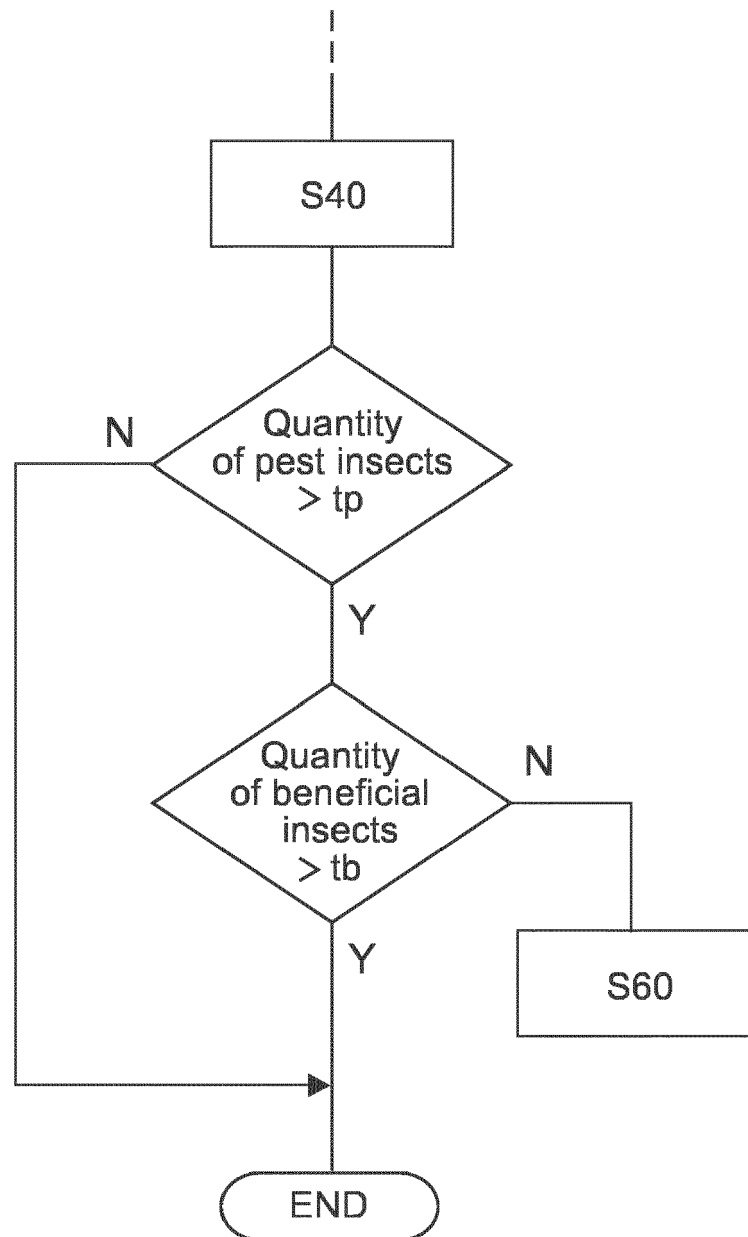 S40
N
Quantity
of pest insects
> tp
Y
Quantity
of beneficial
insects
> tb
N
Y
S60
END